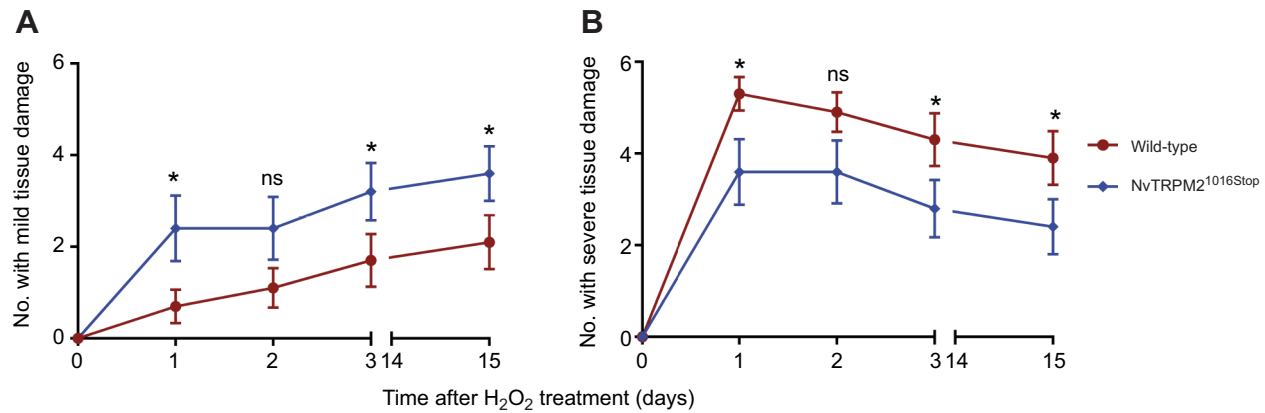 A
No. with mild tissue damage
6
4
2
0
*
ns
*
*
0 1 2 3 14 15
B
No. with severe tissue damage
6
4
2
0
*
ns
*
*
0 1 2 3 14 15
Wild-type
NvTRPM2¹⁰¹⁶ˢᵗᵒᵖ
Time after H₂O₂ treatment (days)